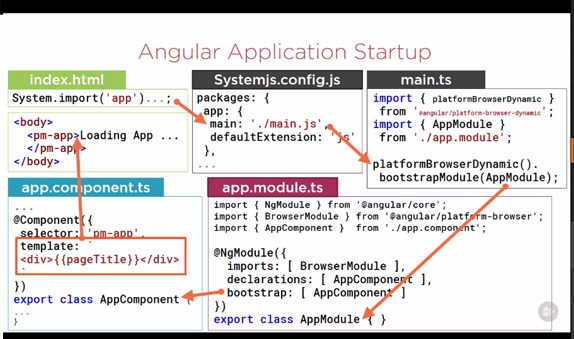 Angular Application Startup
index.html
System.import('app')...;
<body>
<pm-app>Loading App ...
</pm-app>
</body>
Systemjs.config.js
packages: {
app: {
main: './main.js',
defaultExtension: 'js'
},
...
main.ts
import { platformBrowserDynamic }
from '@angular/platform-browser-dynamic';
import { AppModule }
from './app.module';
platformBrowserDynamic().
bootstrapModule(AppModule);
app.component.ts
...
@Component({
selector: 'pm-app',
template: `
<div>{{pageTitle}}</div>
`
})
export class AppComponent {
...
}
app.module.ts
import { NgModule } from '@angular/core';
import { BrowserModule } from '@angular/platform-browser';
import { AppComponent } from './app.component';
@NgModule({
imports: [ BrowserModule ],
declarations: [ AppComponent ],
bootstrap: [ AppComponent ]
})
export class AppModule { }